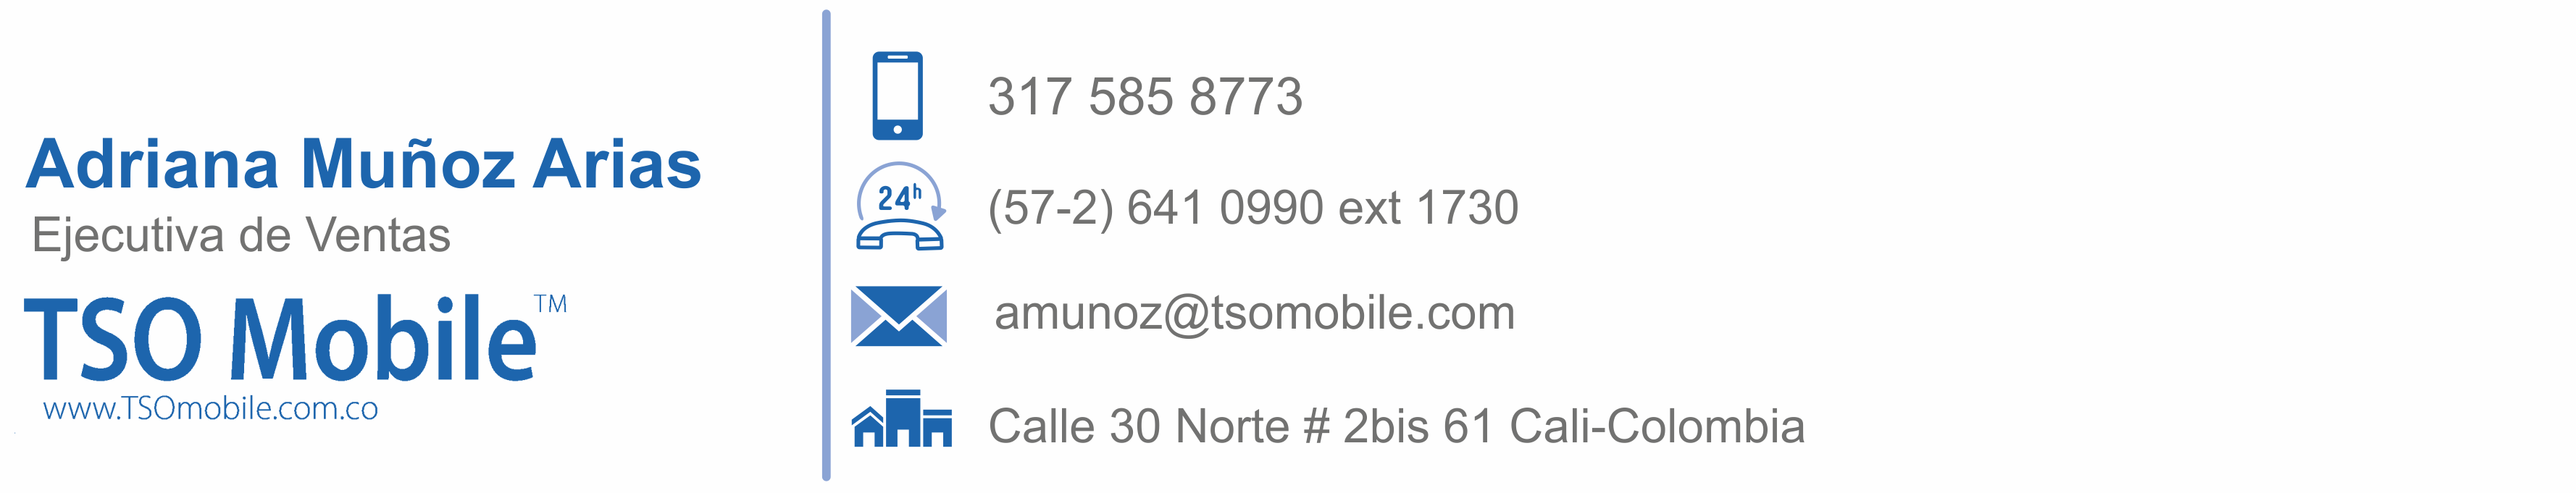 Adriana Muñoz Arias
Ejecutiva de Ventas
TSO Mobile™
www.TSOmobile.com.co
317 585 8773
24h
(57-2) 641 0990 ext 1730
amunoz@tsomobile.com
Calle 30 Norte # 2bis 61 Cali-Colombia